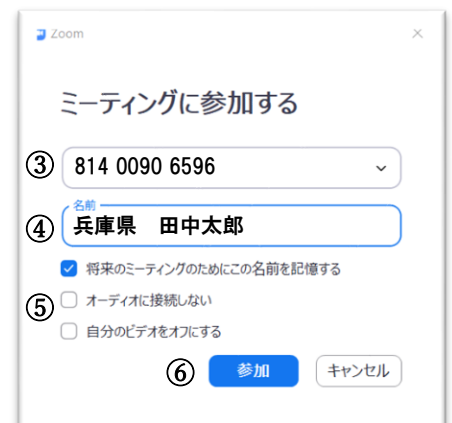 Zoom
ミーティングに参加する
③ 814 0090 6596
名前
④ 兵庫県　田中太郎
将来のミーティングのためにこの名前を記憶する
⑤ オーディオに接続しない
自分のビデオをオフにする
⑥ 参加 キャンセル